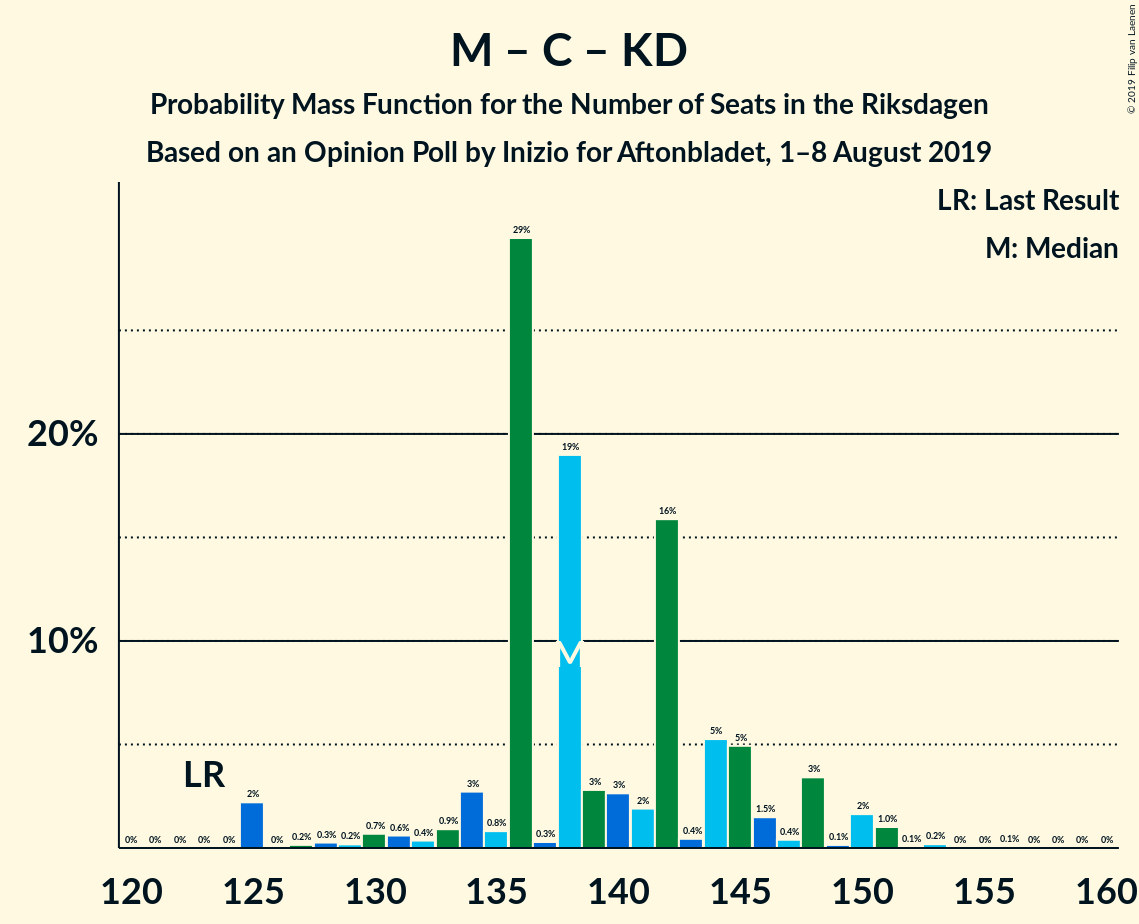 M – C – KD
Probability Mass Function for the Number of Seats in the Riksdagen
Based on an Opinion Poll by Inizio for Aftonbladet, 1–8 August 2019
© 2019 Filip van Laenen
LR: Last Result
M: Median
29%
20%
19%
16%
10%
M
5% 5%
LR
2% 3% 3% 3% 2% 3% 2%
0% 0% 0% 0% 0% 0% 0.2% 0.3% 0.2% 0.7% 0.6% 0.4% 0.9% 0.8% 0.3% 0.4% 1.5% 0.4% 0.1% 1.0% 0.1% 0.2% 0% 0% 0.1% 0% 0% 0% 0%
120 125 130 135 140 145 150 155 160